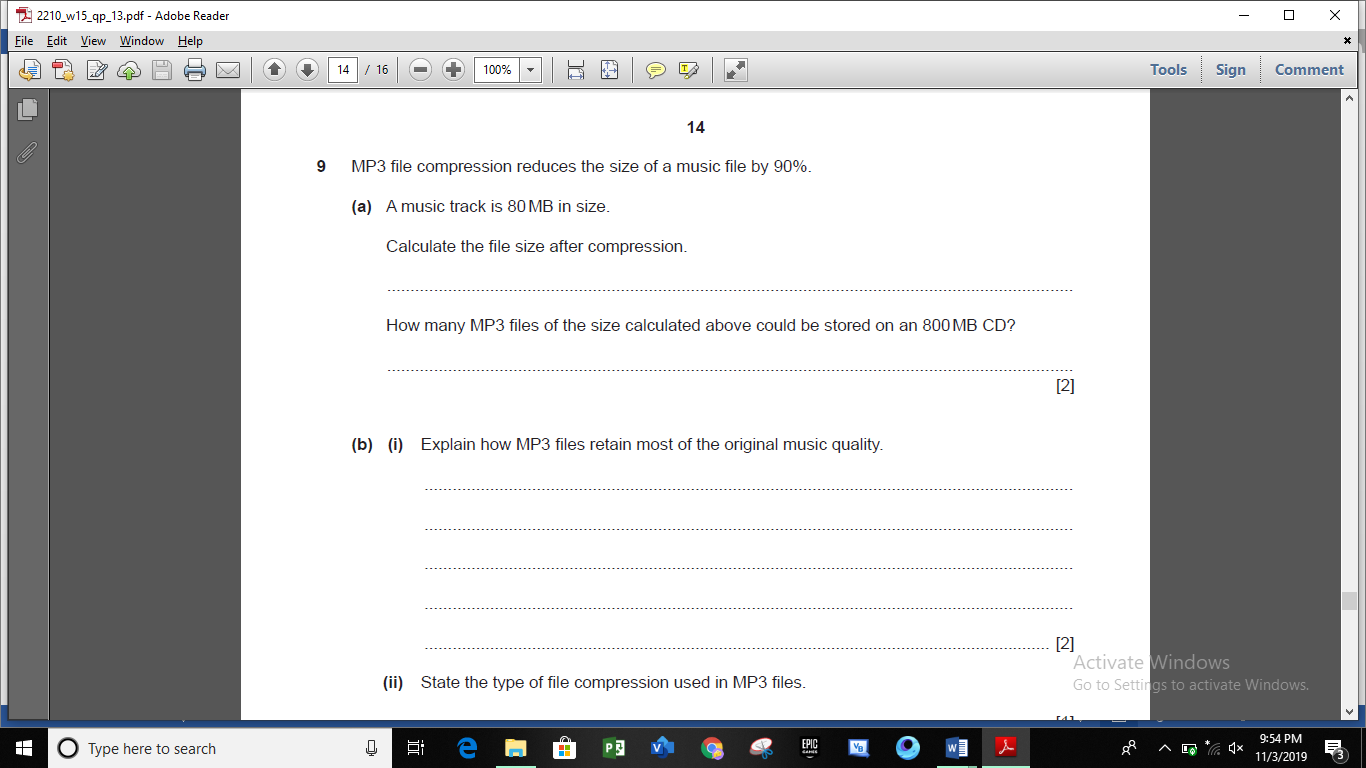 2210_w15_qp_13.pdf - Adobe Reader
File Edit View Window Help
14 / 16 100% Tools Sign Comment
14
9 MP3 file compression reduces the size of a music file by 90%.
(a) A music track is 80 MB in size.
Calculate the file size after compression.
How many MP3 files of the size calculated above could be stored on an 800 MB CD?
[2]
(b) (i) Explain how MP3 files retain most of the original music quality.
[2]
Activate Windows
(ii) State the type of file compression used in MP3 files.
Go to Settings to activate Windows.
Type here to search
EPIC GAMES
9:54 PM
11/3/2019
3